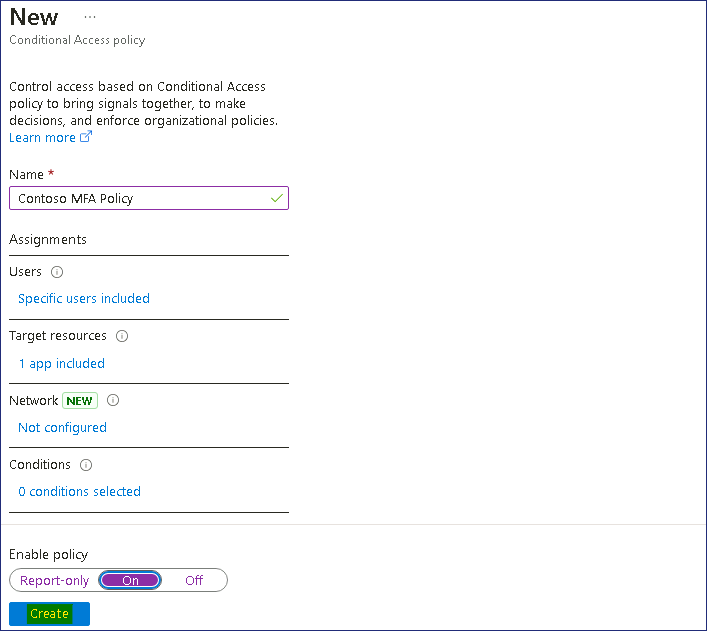 New ...
Conditional Access policy
Control access based on Conditional Access
policy to bring signals together, to make
decisions, and enforce organizational policies.
Learn more
Name *
Contoso MFA Policy
Assignments
Users
Specific users included
Target resources
1 app included
Network NEW
Not configured
Conditions
0 conditions selected
Enable policy
Report-only On Off
Create